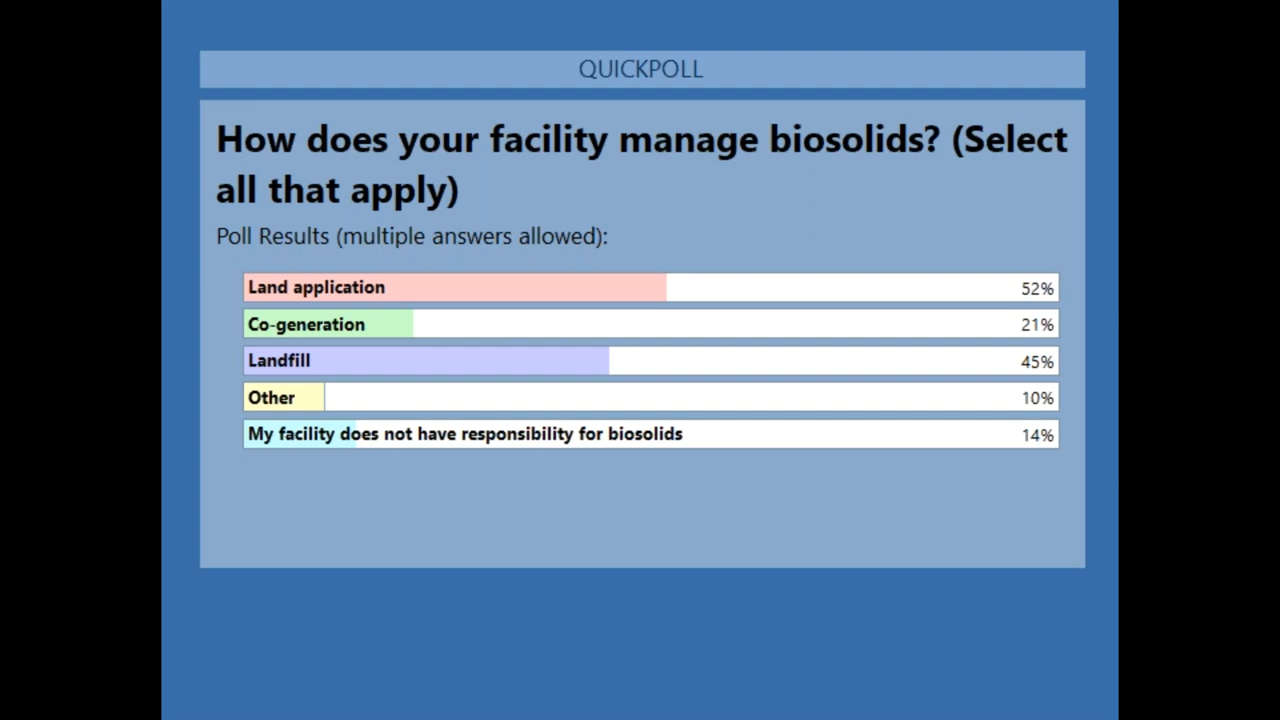 QUICKPOLL
How does your facility manage biosolids? (Select
all that apply)
Poll Results (multiple answers allowed):
Land application 52%
Co-generation 21%
Landfill 45%
Other 10%
My facility does not have responsibility for biosolids 14%